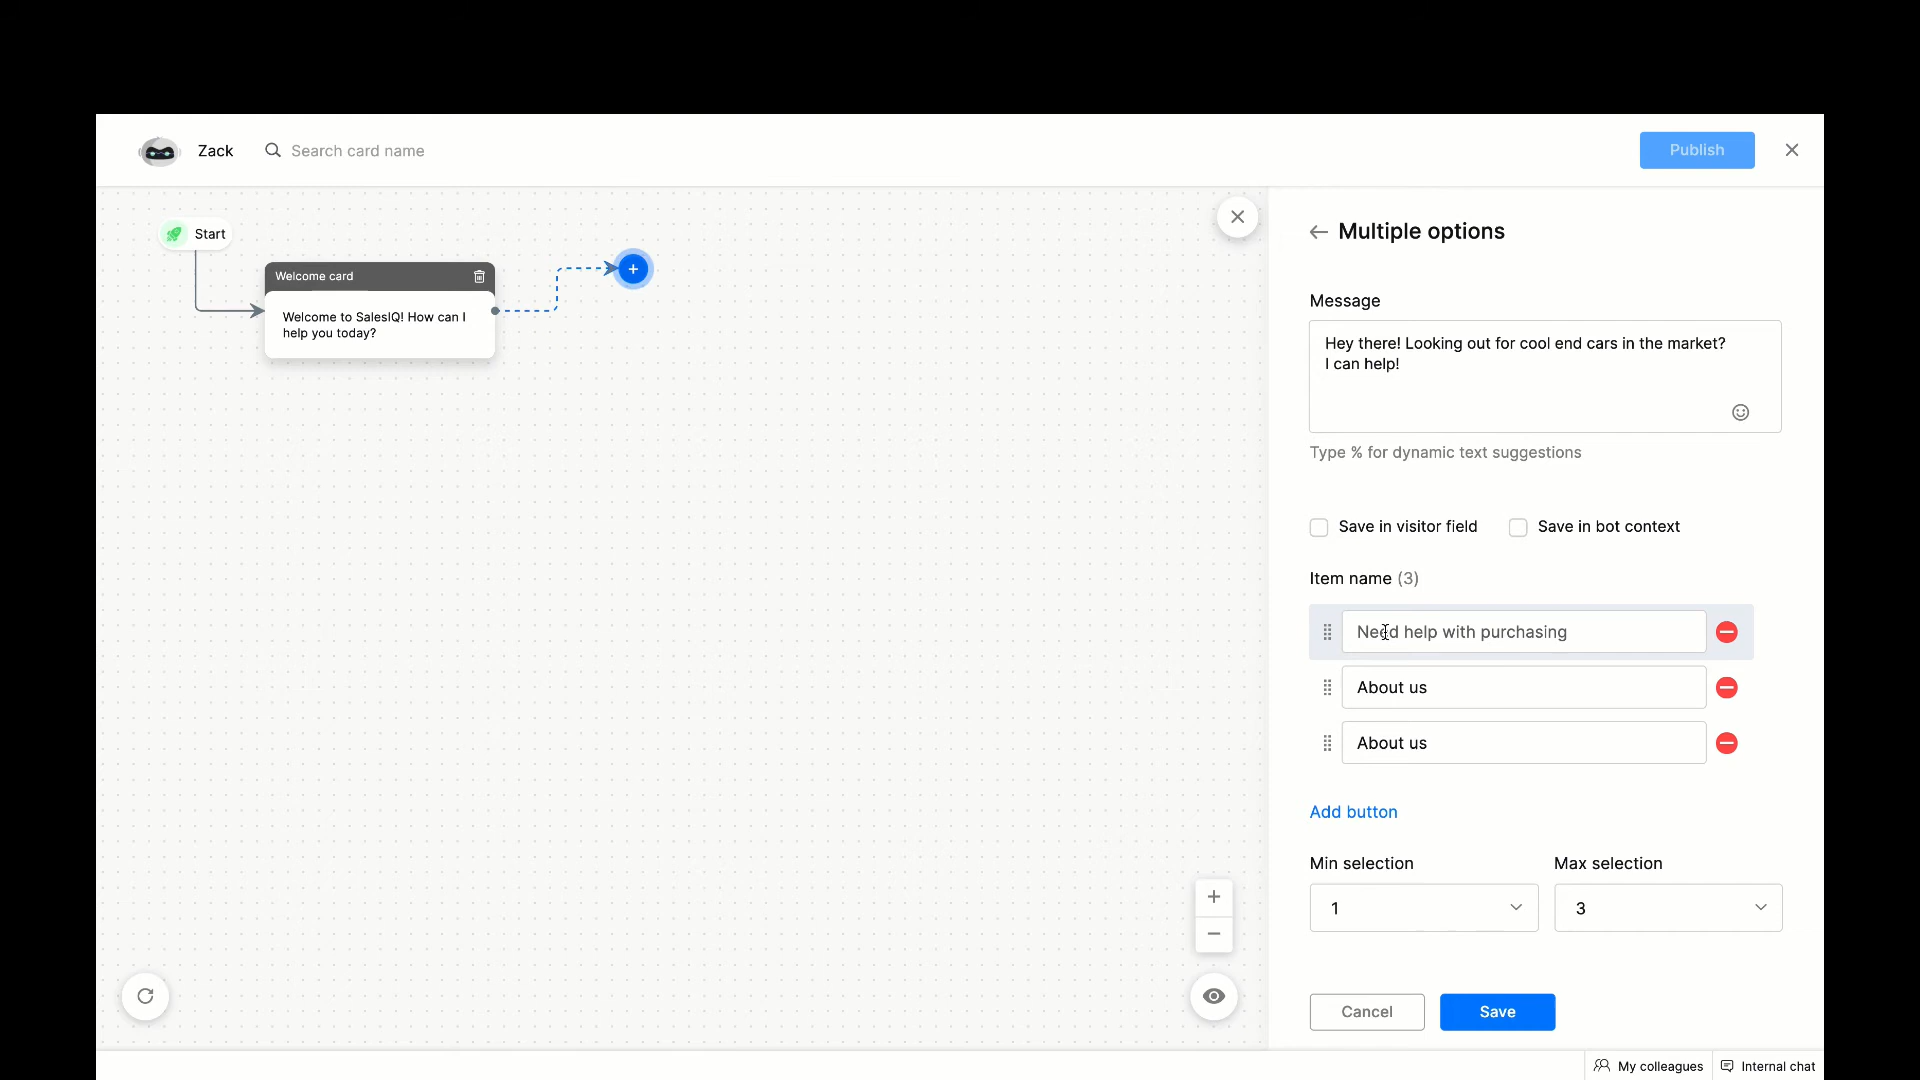 Zack
Search card name
Publish
Start
Welcome card
Welcome to SalesIQ! How can I
help you today?
Multiple options
Message
Hey there! Looking out for cool end cars in the market?
I can help!
Type % for dynamic text suggestions
Save in visitor field
Save in bot context
Item name (3)
Need help with purchasing
About us
About us
Add button
Min selection
Max selection
1
3
Cancel
Save
My colleagues
Internal chat